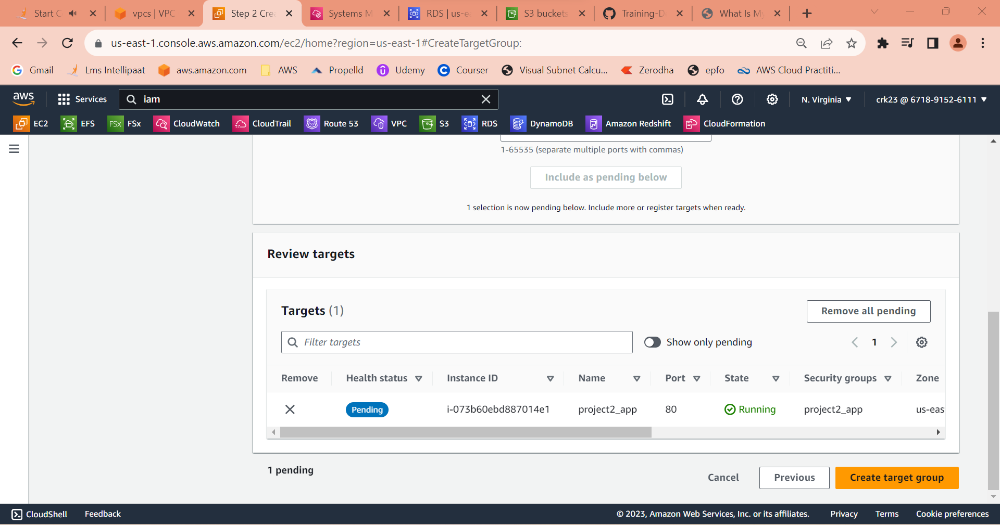 Start C
vpcs | VPC
Step 2 Cre
Systems M
RDS | us-ea
S3 buckets
Training-D
What Is My
us-east-1.console.aws.amazon.com/ec2/home?region=us-east-1#CreateTargetGroup:
Gmail
Lms Intellipaat
aws.amazon.com
AWS
Propelld
Udemy
Courser
Visual Subnet Calcu...
Zerodha
epfo
AWS Cloud Practiti...
aws
Services
iam
N. Virginia
crk23 @ 6718-9152-6111
EC2
EFS
FSx FSx
CloudWatch
CloudTrail
Route 53
VPC
S3
RDS
DynamoDB
Amazon Redshift
CloudFormation
1-65535 (separate multiple ports with commas)
Include as pending below
1 selection is now pending below. Include more or register targets when ready.
Review targets
Targets (1)
Remove all pending
Filter targets
Show only pending
1
Remove Health status Instance ID Name Port State Security groups Zone
Pending i-073b60ebd887014e1 project2_app 80 Running project2_app us-eas
1 pending
Cancel
Previous
Create target group
CloudShell
Feedback
© 2023, Amazon Web Services, Inc. or its affiliates.
Privacy
Terms
Cookie preferences